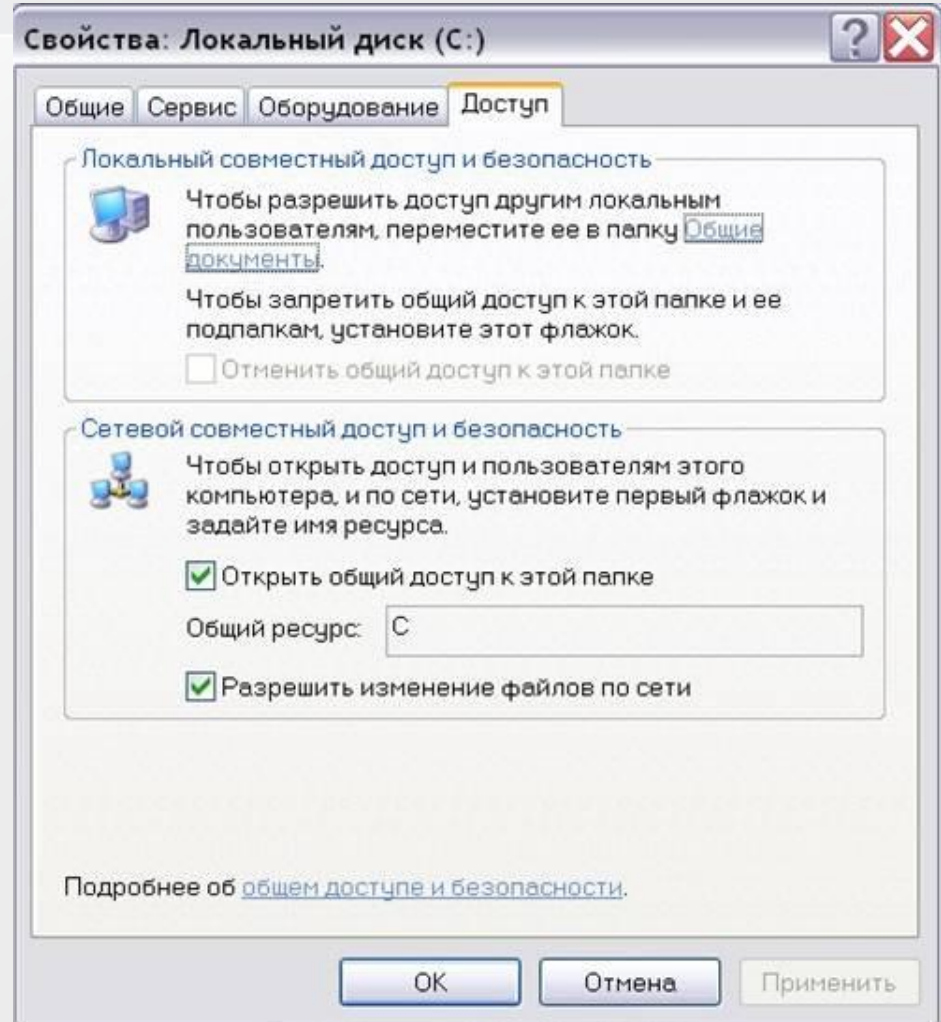 Свойства: Локальный диск (C:)
Общие Сервис Оборудование Доступ
Локальный совместный доступ и безопасность
Чтобы разрешить доступ другим локальным
пользователям, переместите ее в папку Общие
документы.
Чтобы запретить общий доступ к этой папке и ее
подпапкам, установите этот флажок.
Отменить общий доступ к этой папке
Сетевой совместный доступ и безопасность
Чтобы открыть доступ и пользователям этого
компьютера, и по сети, установите первый флажок и
задайте имя ресурса.
Открыть общий доступ к этой папке
Общий ресурс: C
Разрешить изменение файлов по сети
Подробнее об общем доступе и безопасности.
OK Отмена Применить